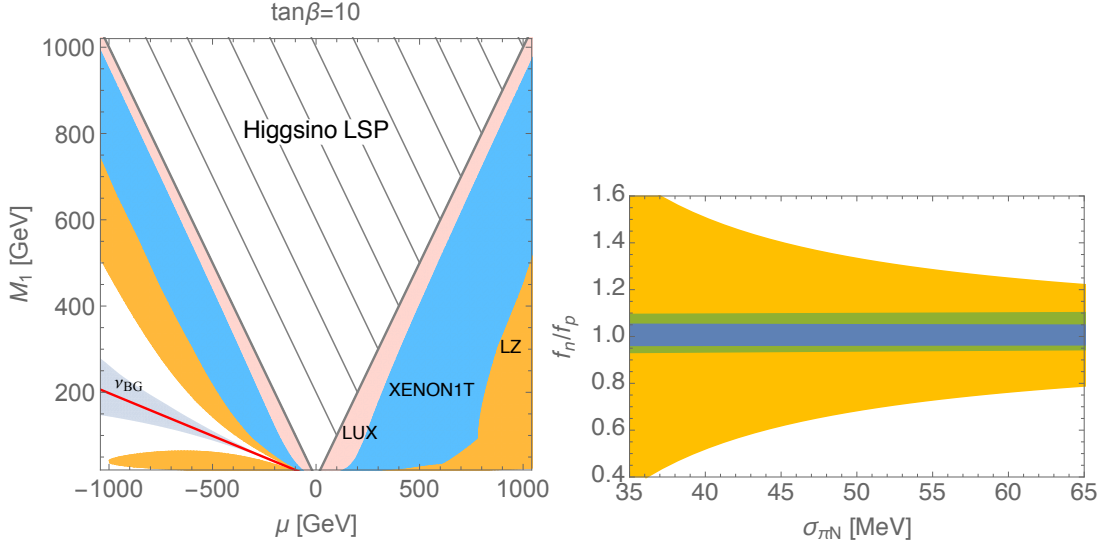 tanβ=10
1000
800
600
400
200
M₁ [GeV]
Higgsino LSP
LZ
XENON1T
LUX
νBG
−1000
−500
0
500
1000
μ [GeV]
1.6
1.4
1.2
1.0
0.8
0.6
0.4
fₙ/fₚ
35
40
45
50
55
60
65
σπN [MeV]